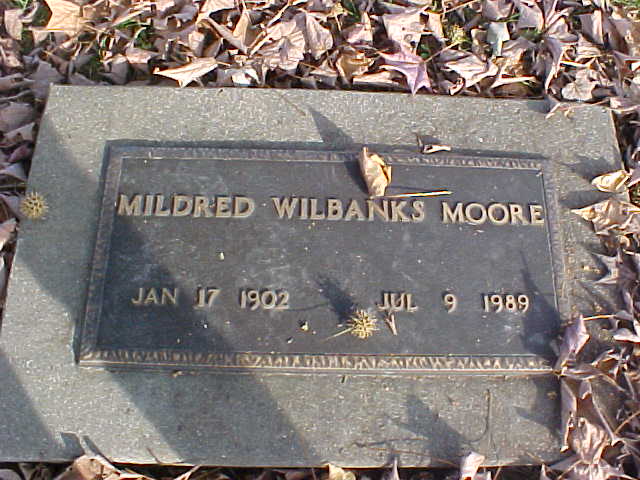 MILDRED WILBANKS MOORE
JAN 17 1902 JUL 9 1989